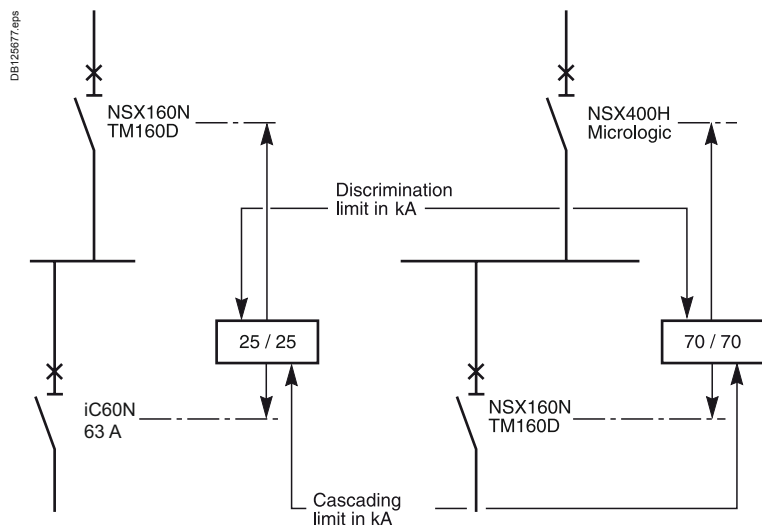 DB125677.eps
NSX160N
TM160D
NSX400H
Micrologic
Discrimination
limit in kA
25 / 25
70 / 70
iC60N
63 A
NSX160N
TM160D
Cascading
limit in kA